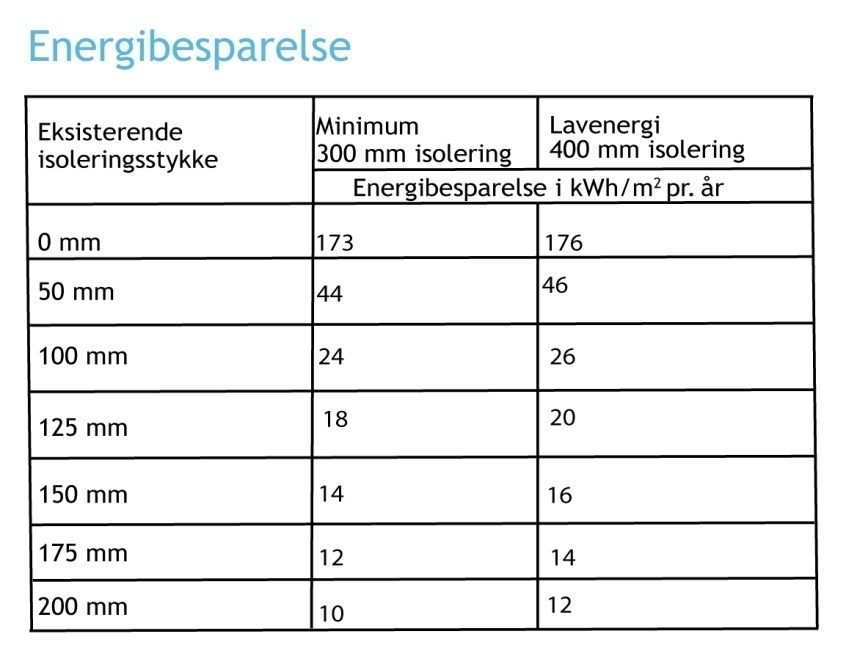 Energibesparelse
Eksisterende
isoleringsstykke
Minimum
300 mm isolering
Lavenergi
400 mm isolering
Energibesparelse i kWh/m² pr. år
0 mm 173 176
50 mm 44 46
100 mm 24 26
125 mm 18 20
150 mm 14 16
175 mm 12 14
200 mm 10 12